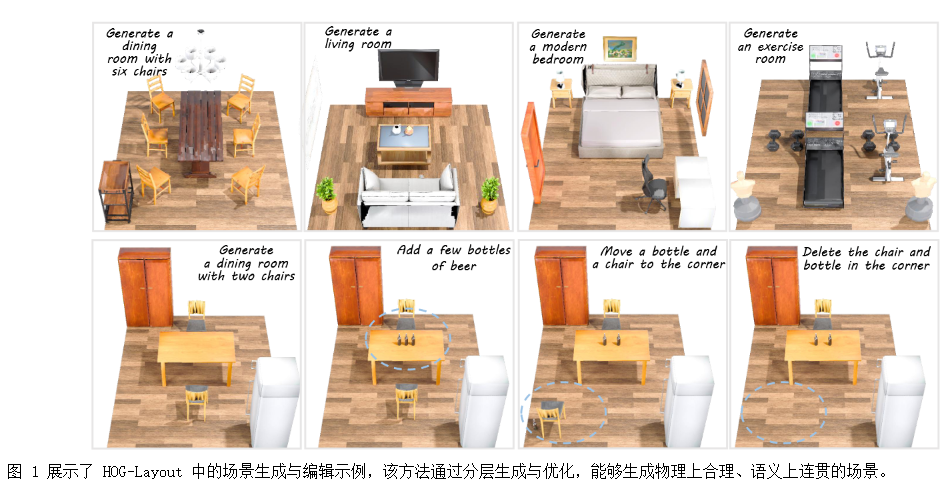 Generate a
dining
room with
six chairs
Generate a
living room
Generate
a modern
bedroom
Generate
an exercise
room
Generate
a dining room
with two chairs
Add a few bottles
of beer
Move a bottle and
a chair to the corner
Delete the chair and
bottle in the corner
图 1 展示了 HOG-Layout 中的场景生成与编辑示例，该方法通过分层生成与优化，能够生成物理上合理、语义上连贯的场景。